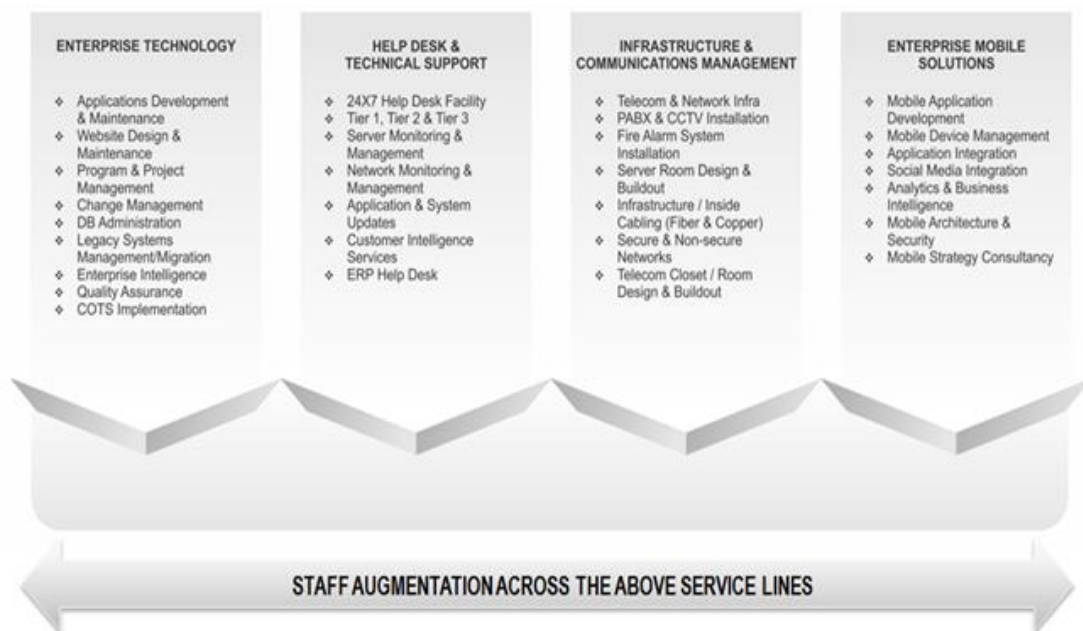 ENTERPRISE TECHNOLOGY
❖ Applications Development
& Maintenance
❖ Website Design &
Maintenance
❖ Program & Project
Management
❖ Change Management
❖ DB Administration
❖ Legacy Systems
Management/Migration
❖ Enterprise Intelligence
❖ Quality Assurance
❖ COTS Implementation
HELP DESK &
TECHNICAL SUPPORT
❖ 24X7 Help Desk Facility
❖ Tier 1, Tier 2 & Tier 3
❖ Server Monitoring &
Management
❖ Network Monitoring &
Management
❖ Application & System
Updates
❖ Customer Intelligence
Services
❖ ERP Help Desk
INFRASTRUCTURE &
COMMUNICATIONS MANAGEMENT
❖ Telecom & Network Infra
❖ PABX & CCTV Installation
❖ Fire Alarm System
Installation
❖ Server Room Design &
Buildout
❖ Infrastructure / Inside
Cabling (Fiber & Copper)
❖ Secure & Non-secure
Networks
❖ Telecom Closet / Room
Design & Buildout
ENTERPRISE MOBILE
SOLUTIONS
❖ Mobile Application
Development
❖ Mobile Device Management
❖ Application Integration
❖ Social Media Integration
❖ Analytics & Business
Intelligence
❖ Mobile Architecture &
Security
❖ Mobile Strategy Consultancy
STAFF AUGMENTATION ACROSS THE ABOVE SERVICE LINES